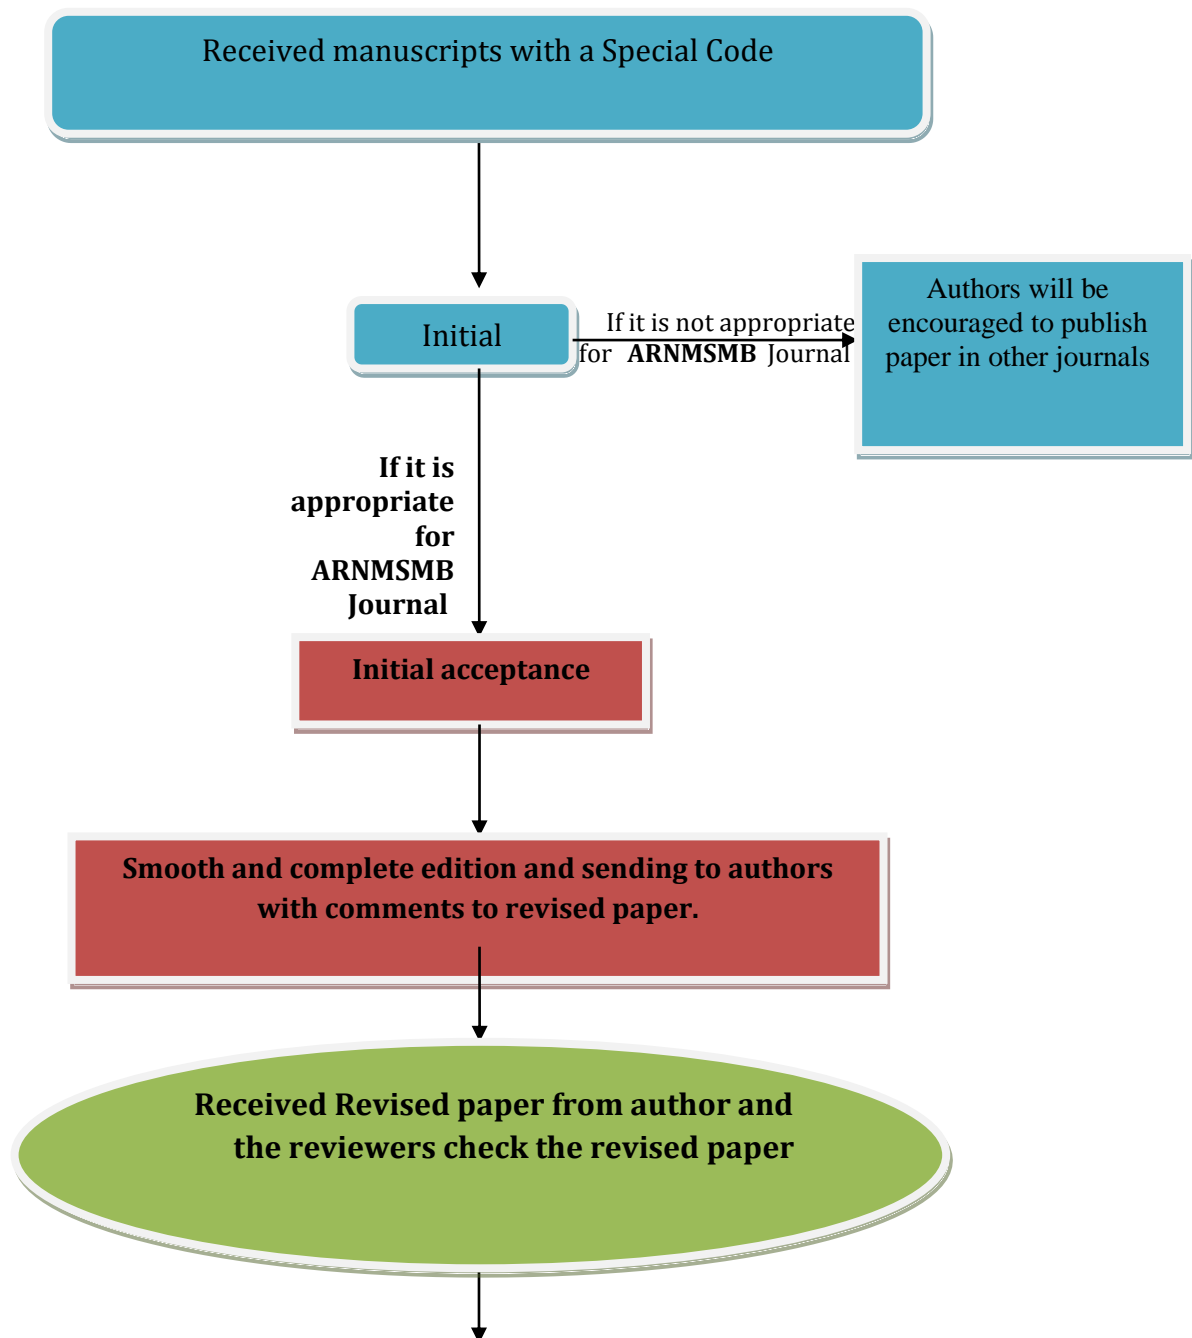 Received manuscripts with a Special Code
Initial
If it is not appropriate
for ARNMSMB Journal
Authors will be
encouraged to publish
paper in other journals
If it is
appropriate
for
ARNMSMB
Journal
Initial acceptance
Smooth and complete edition and sending to authors
with comments to revised paper.
Received Revised paper from author and
the reviewers check the revised paper